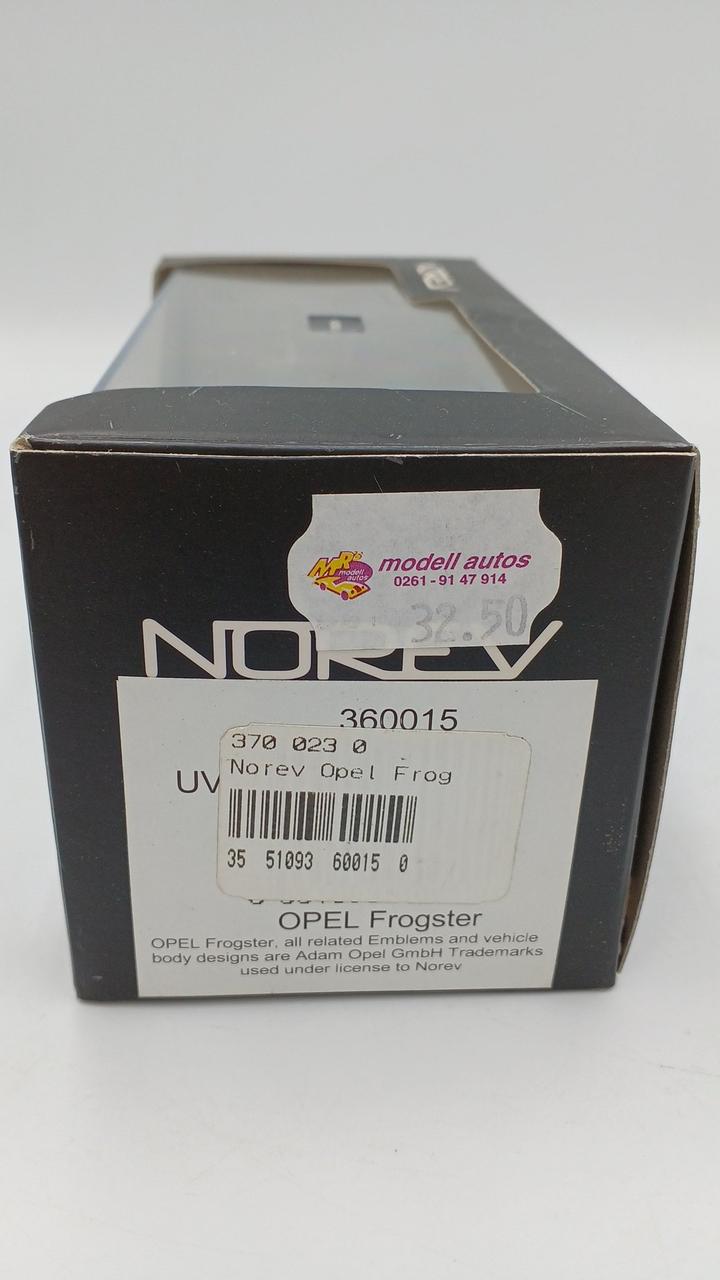 NOREV
MR
modell
autos
modell autos
0261 - 91 47 914
32.50
NOREV
360015
370 023 0
Norev Opel Frog
UV
35 51093 60015 0
OPEL Frogster
OPEL Frogster, all related Emblems and vehicle
body designs are Adam Opel GmbH Trademarks
used under license to Norev